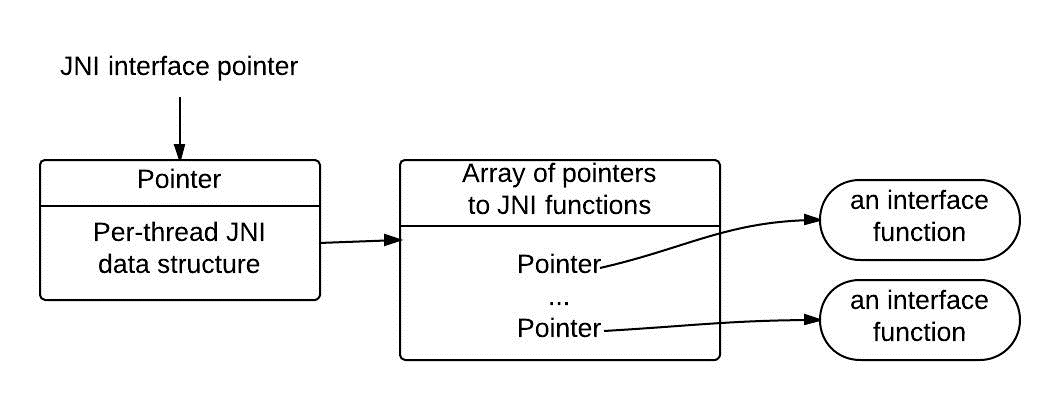 JNI interface pointer
Pointer
Per-thread JNI
data structure
Array of pointers
to JNI functions
Pointer
...
Pointer
an interface
function
an interface
function